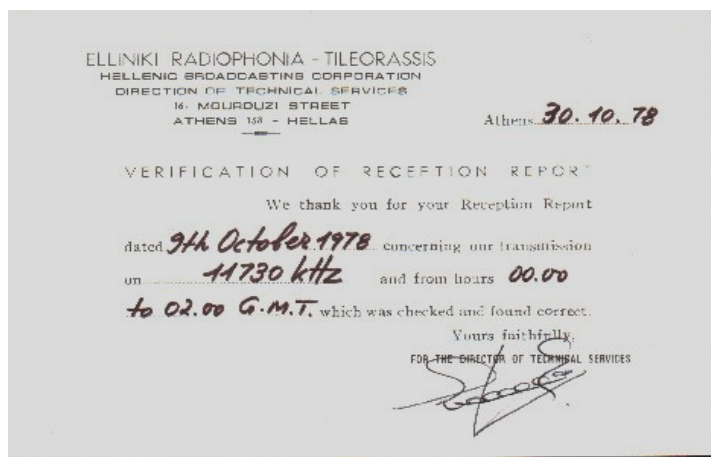 ELLINIKI RADIOPHONIA - TILEORASSIS
HELLENIC BROADCASTING CORPORATION
DIRECTION OF TECHNICAL SERVICES
16, MOUROUZI STREET
ATHENS 153 - HELLAS
Athens 30.10.78
VERIFICATION OF RECEPTION REPORT
We thank you for your Reception Report
dated 9th October 1978 concerning our transmission
on 11730 kHz and from hours 00.00
to 02.00 G.M.T. which was checked and found correct.
Yours faithfully,
FOR THE DIRECTOR OF TECHNICAL SERVICES